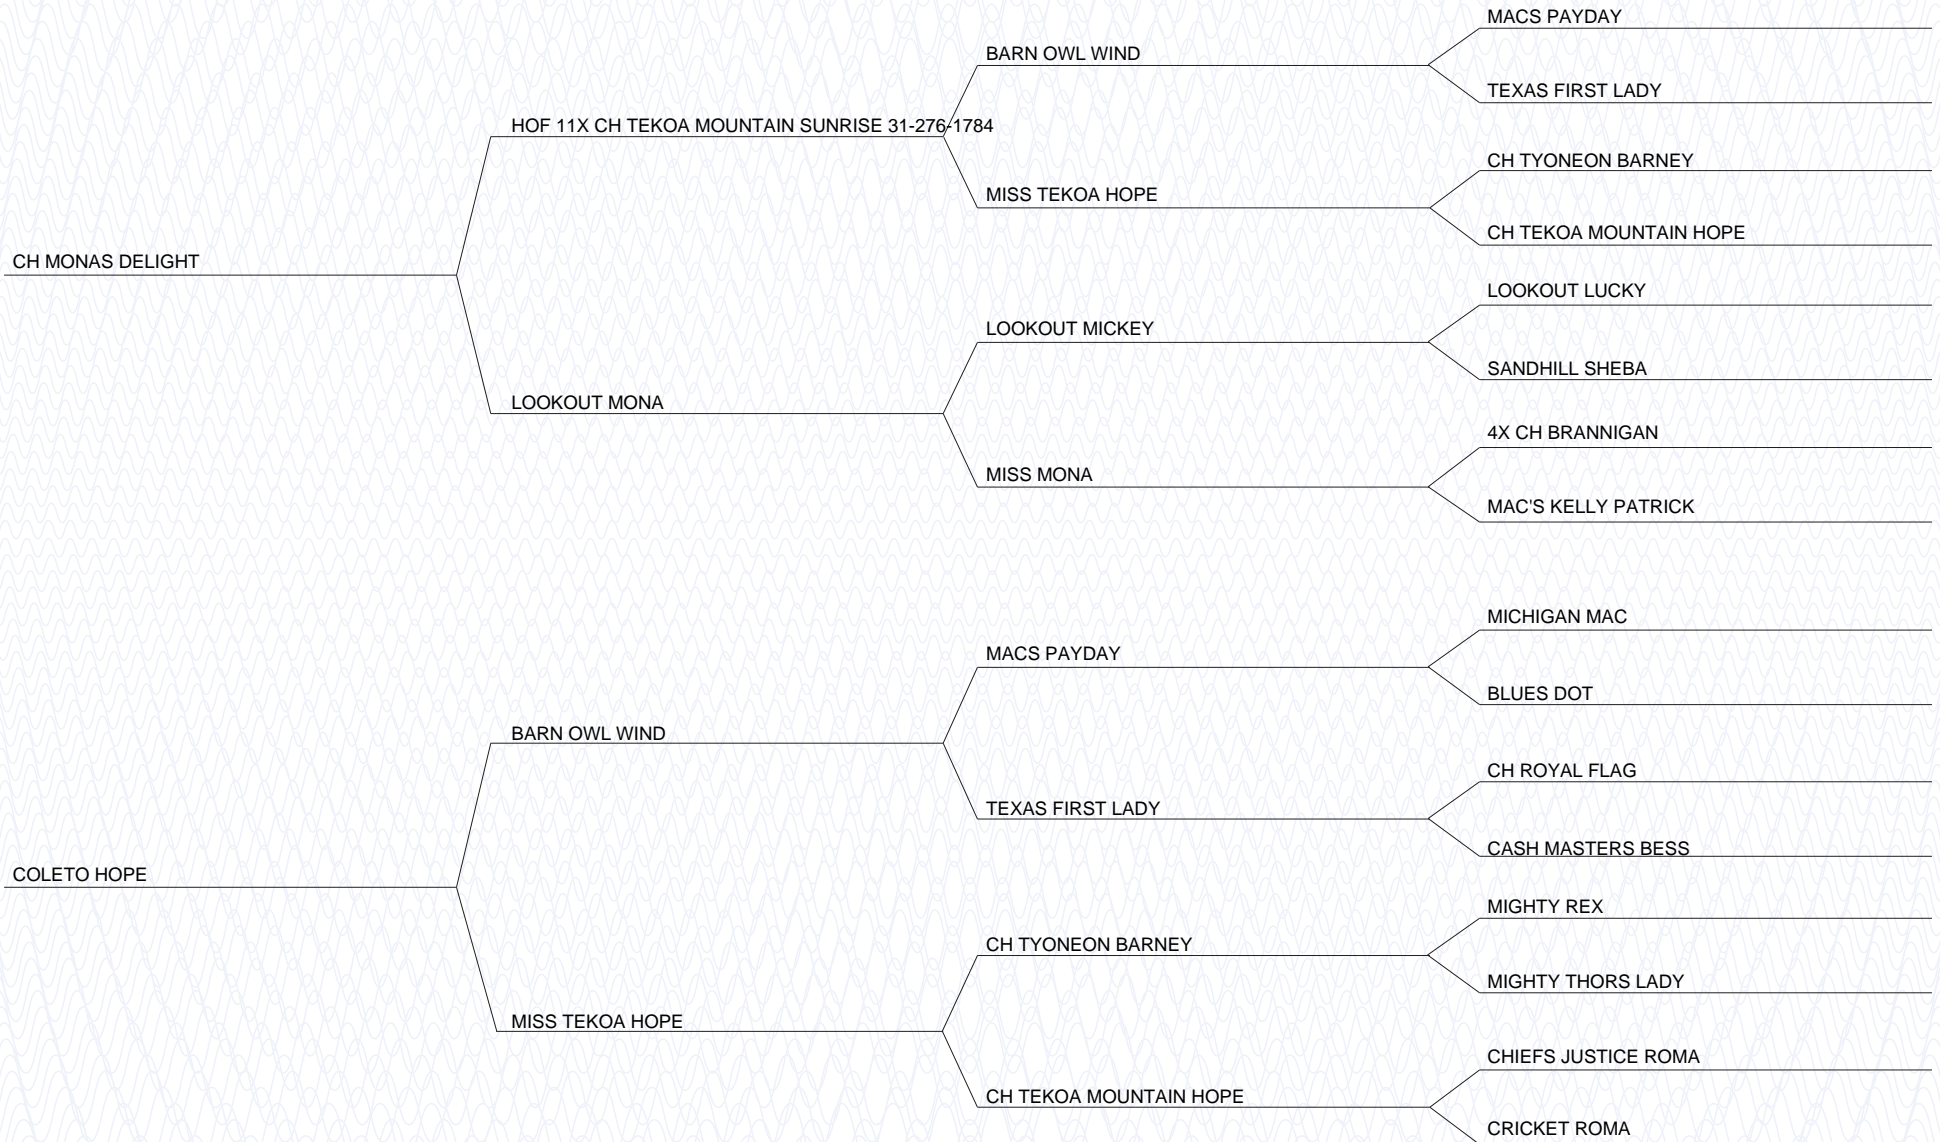 MACS PAYDAY
BARN OWL WIND
TEXAS FIRST LADY
HOF 11X CH TEKOA MOUNTAIN SUNRISE 31-276-1784
CH TYONEON BARNEY
MISS TEKOA HOPE
CH TEKOA MOUNTAIN HOPE
CH MONAS DELIGHT
LOOKOUT LUCKY
LOOKOUT MICKEY
SANDHILL SHEBA
LOOKOUT MONA
4X CH BRANNIGAN
MISS MONA
MAC'S KELLY PATRICK
MICHIGAN MAC
MACS PAYDAY
BLUES DOT
BARN OWL WIND
CH ROYAL FLAG
TEXAS FIRST LADY
CASH MASTERS BESS
COLETO HOPE
MIGHTY REX
CH TYONEON BARNEY
MIGHTY THORS LADY
MISS TEKOA HOPE
CHIEFS JUSTICE ROMA
CH TEKOA MOUNTAIN HOPE
CRICKET ROMA